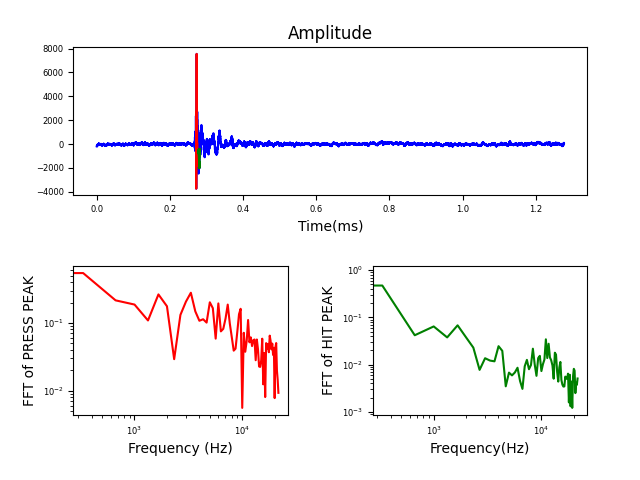 Amplitude
8000
6000
4000
2000
0
−2000
−4000
0.0 0.2 0.4 0.6 0.8 1.0 1.2
Time(ms)
FFT of PRESS PEAK
10⁻¹
10⁻²
10³ 10⁴
Frequency (Hz)
FFT of HIT PEAK
10⁰
10⁻¹
10⁻²
10⁻³
10³ 10⁴
Frequency(Hz)